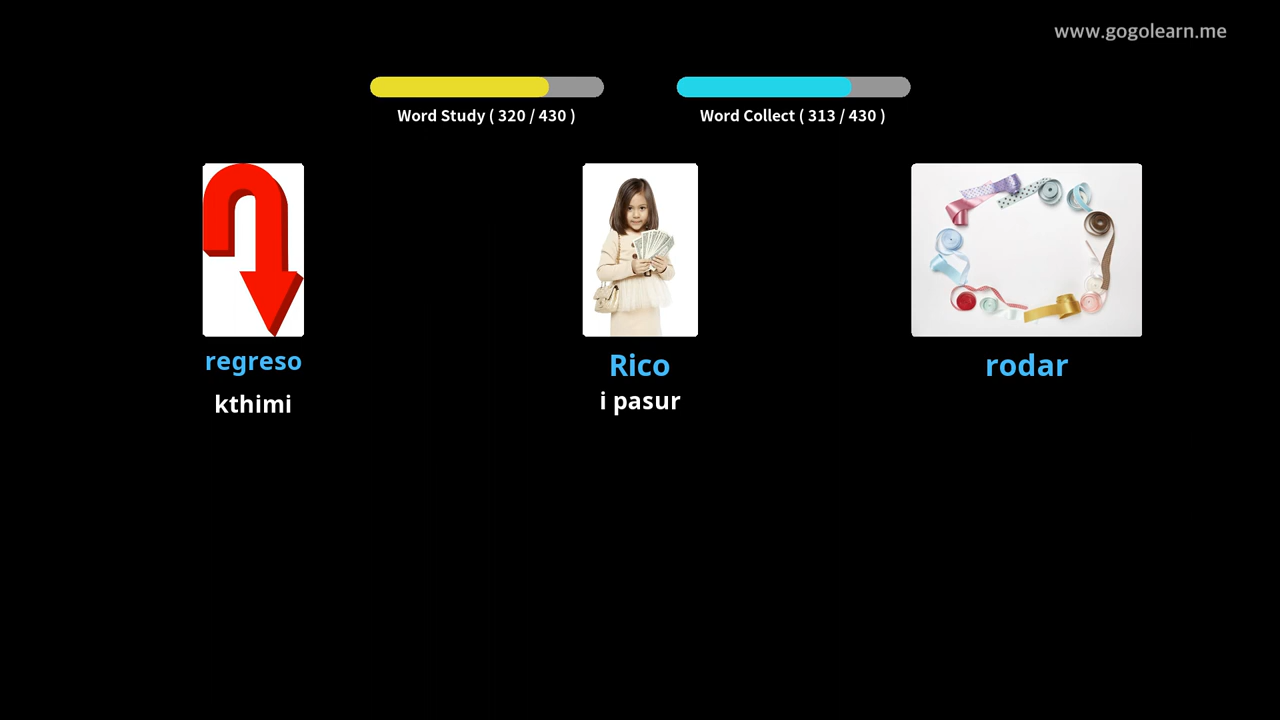 www.gogolearn.me
Word Study ( 320 / 430 )
Word Collect ( 313 / 430 )
regreso
kthimi
Rico
i pasur
rodar